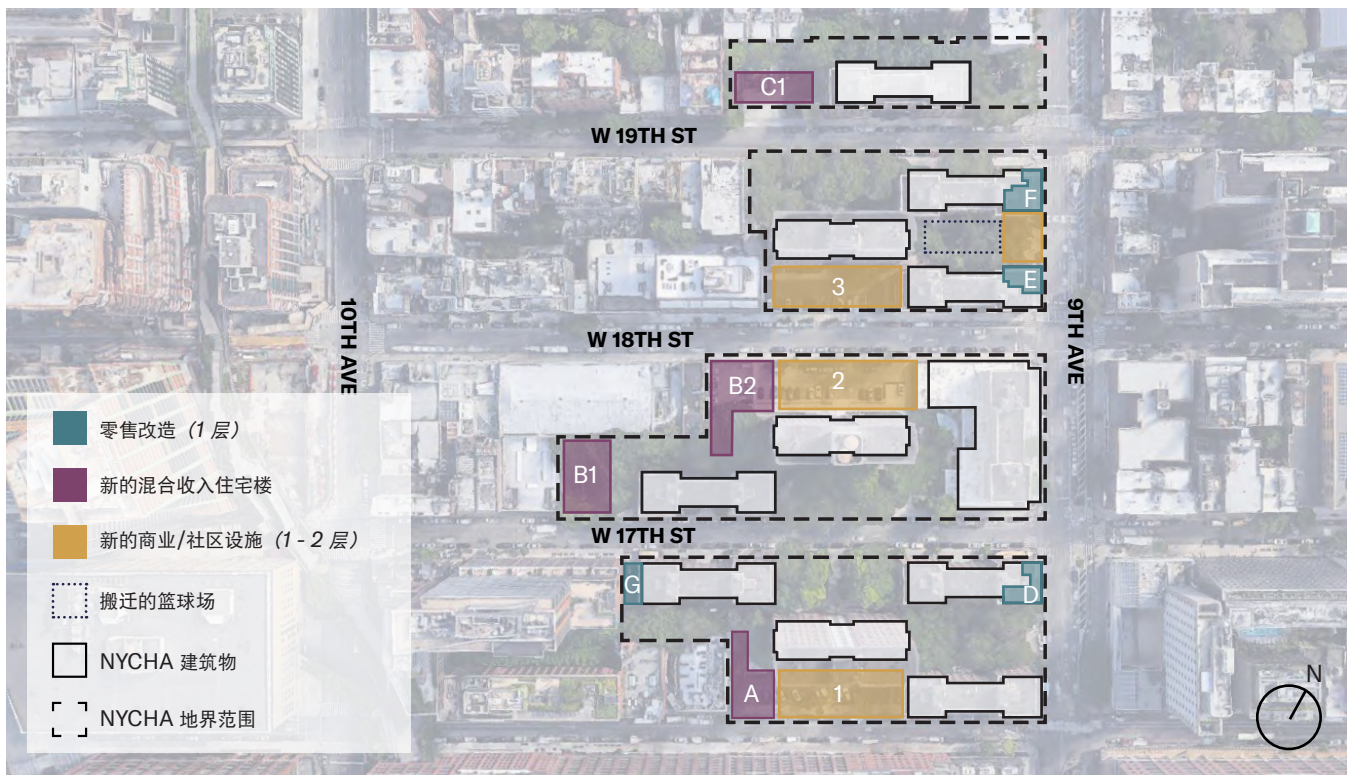 C1
W 19TH ST
F
E
3
10TH AVE
9TH AVE
W 18TH ST
B2
2
B1
W 17TH ST
G
D
A
1
N
零售改造 (1 层)
新的混合收入住宅楼
新的商业/社区设施 (1 - 2 层)
搬迁的篮球场
NYCHA 建筑物
NYCHA 地界范围